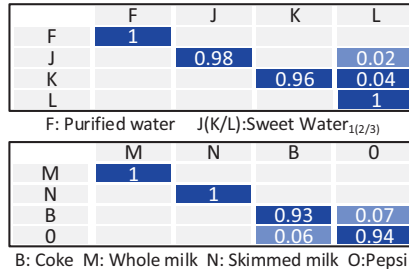 F J K L
F 1
J 0.98 0.02
K 0.96 0.04
L 1
F: Purified water J(K/L):Sweet Water1(2/3)
M N B 0
M 1
N 1
B 0.93 0.07
0 0.06 0.94
B: Coke M: Whole milk N: Skimmed milk O:Pepsi